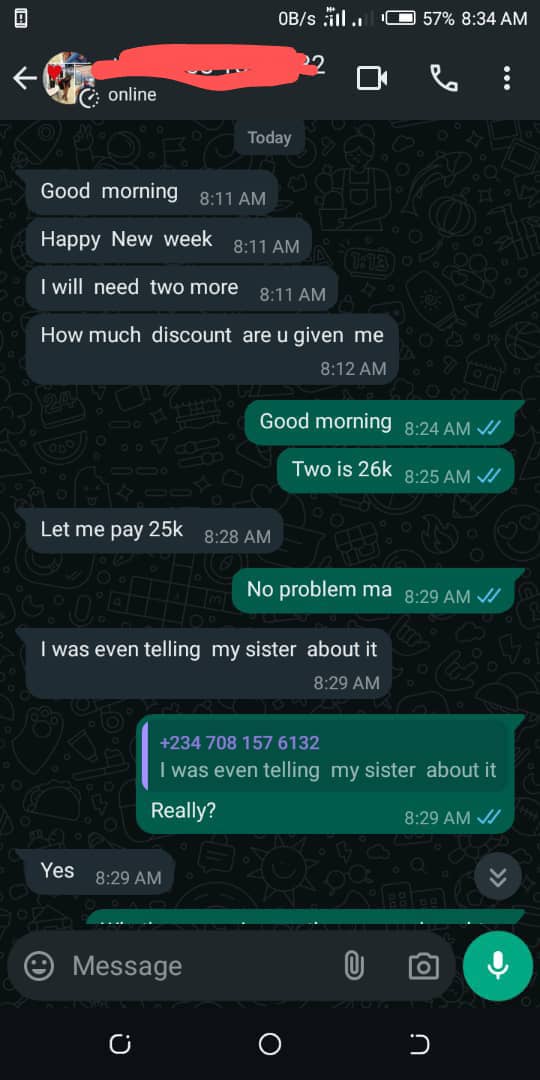 0B/s 57% 8:34 AM
online
Today
Good morning 8:11 AM
Happy New week 8:11 AM
I will need two more 8:11 AM
How much discount are u given me
8:12 AM
Good morning 8:24 AM
Two is 26k 8:25 AM
Let me pay 25k 8:28 AM
No problem ma 8:29 AM
I was even telling my sister about it
8:29 AM
+234 708 157 6132
I was even telling my sister about it
Really? 8:29 AM
Yes 8:29 AM
Message